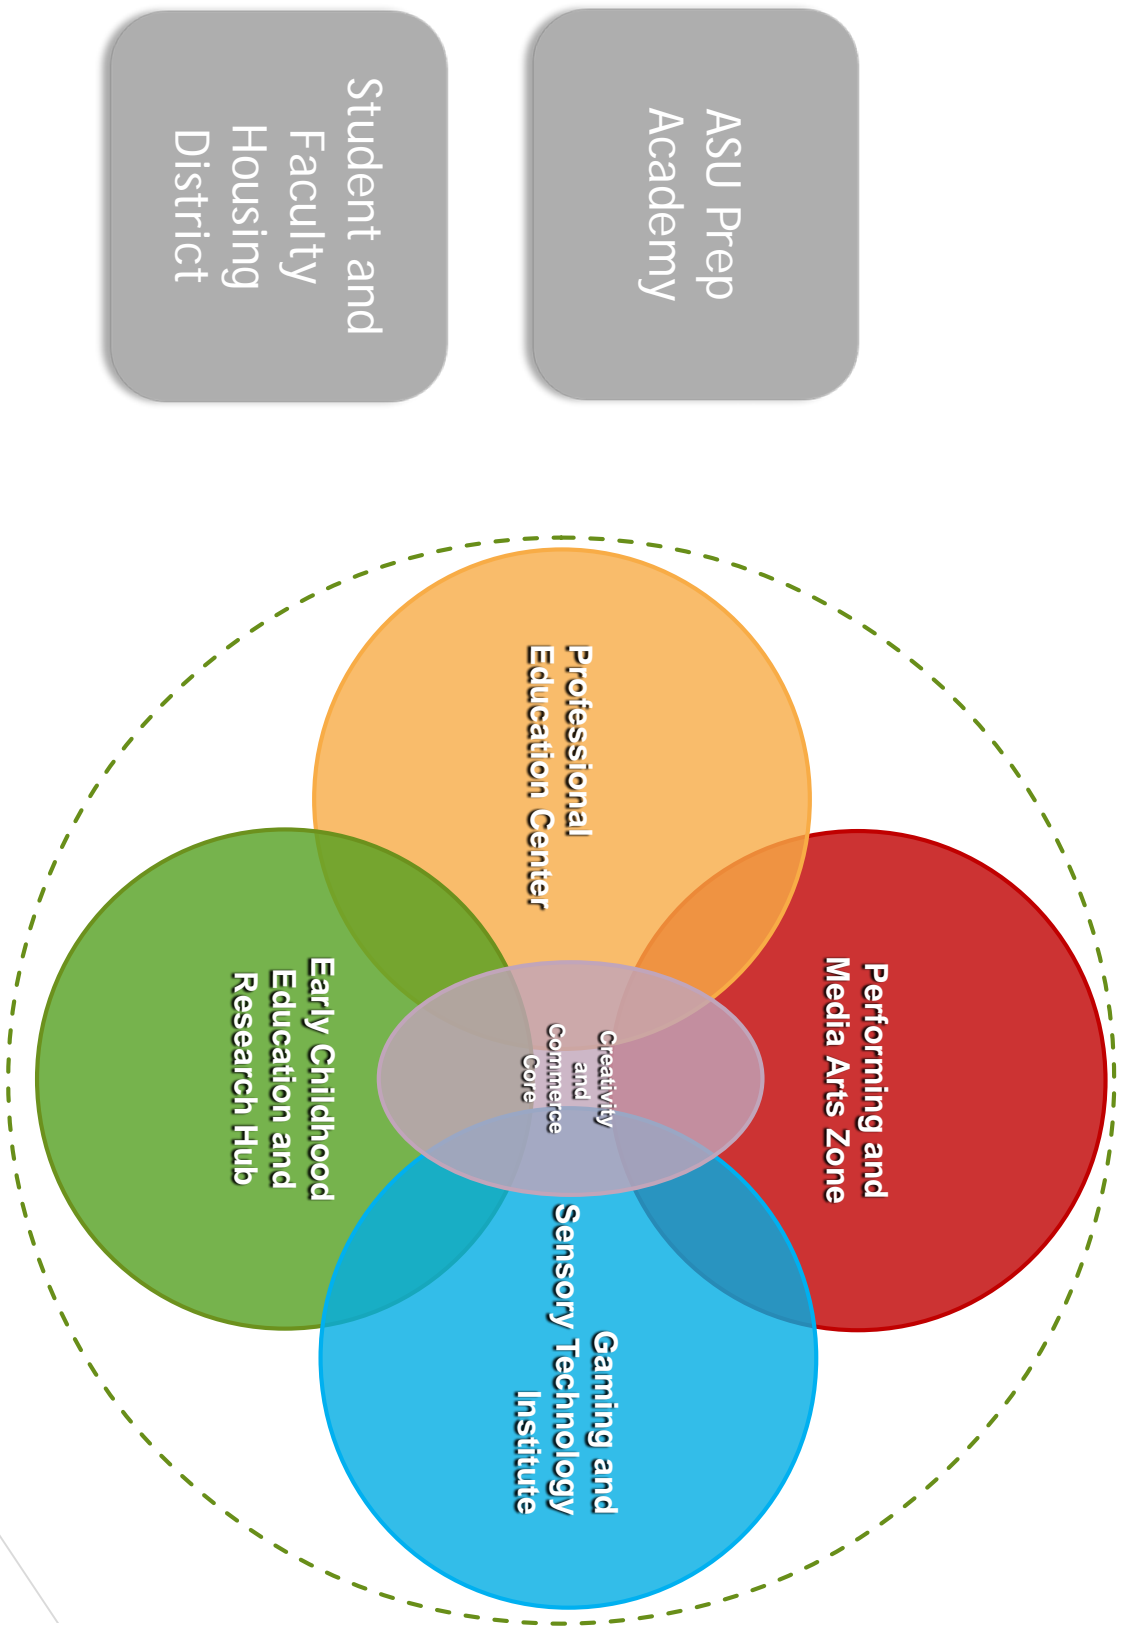 ASU Prep
Academy
Student and
Faculty
Housing
District
Performing and
Media Arts Zone
Professional
Education Center
Creativity
and
Commerce
Core
Gaming and
Sensory Technology
Institute
Early Childhood
Education and
Research Hub